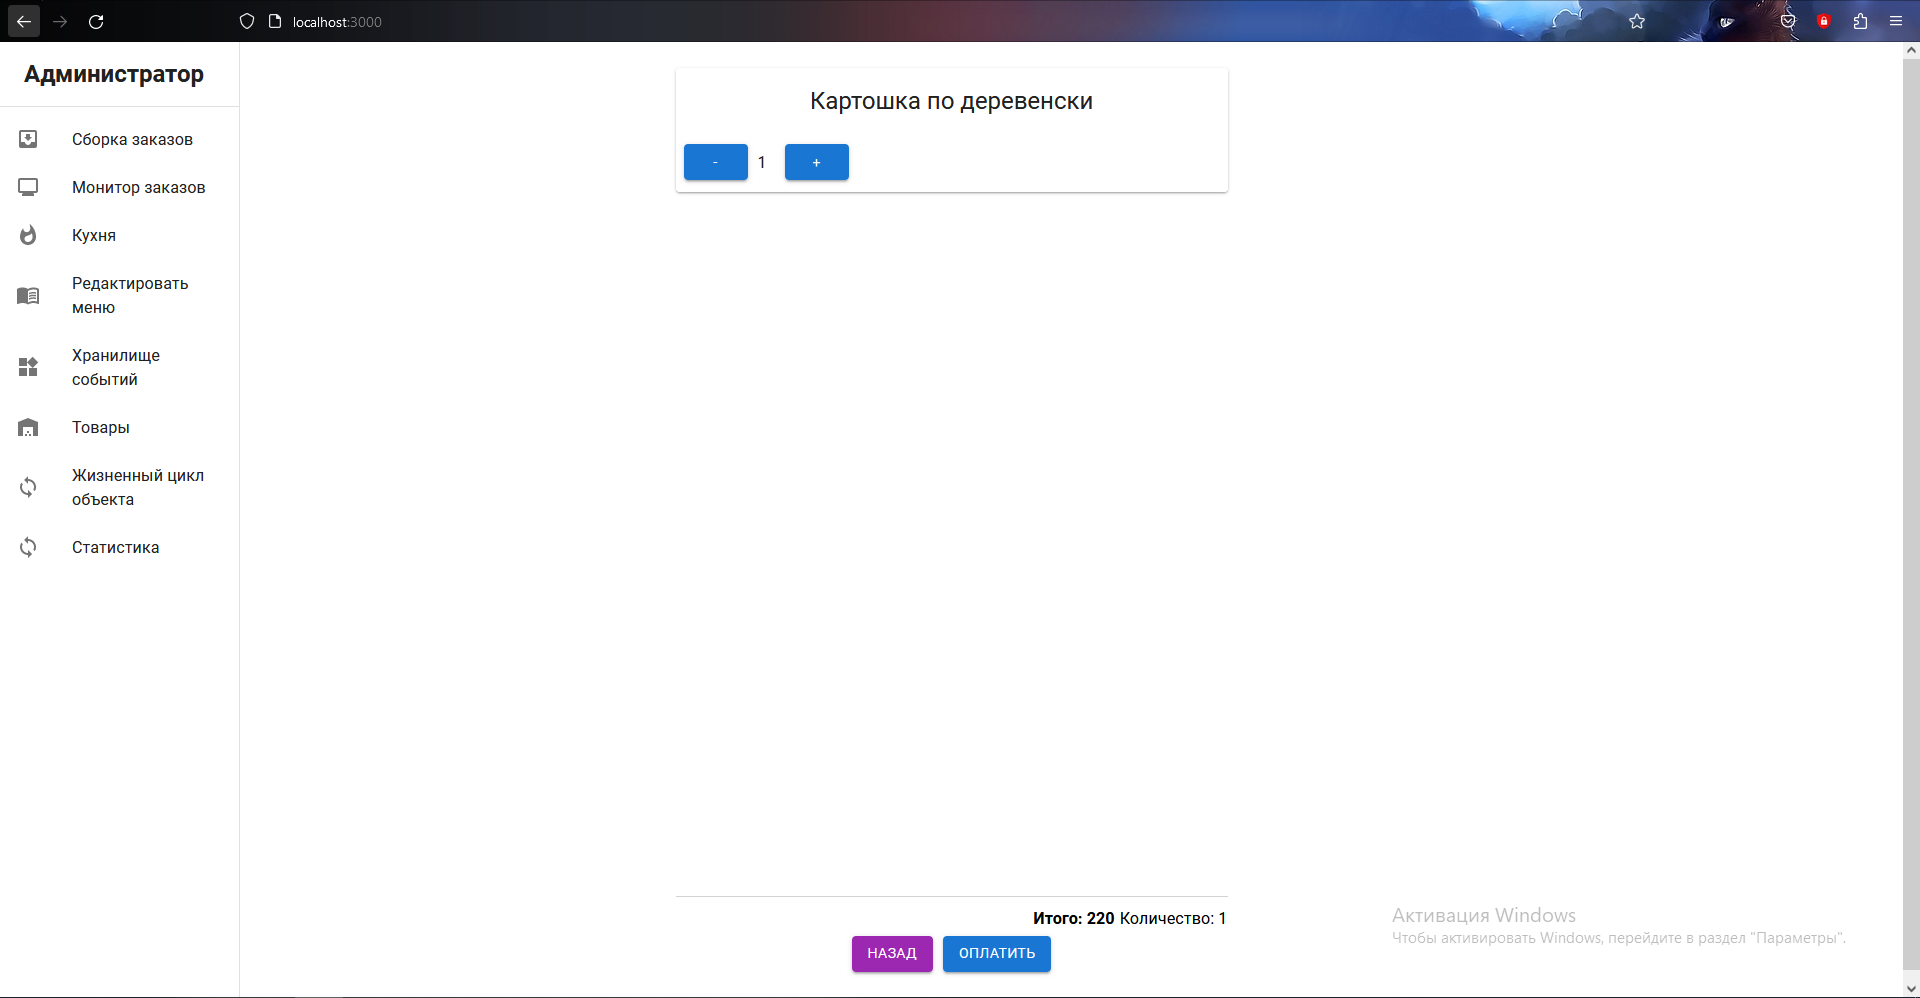 localhost:3000
Администратор
Сборка заказов
Монитор заказов
Кухня
Редактировать
меню
Хранилище
событий
Товары
Жизненный цикл
объекта
Статистика
Картошка по деревенски
- 1 +
Итого: 220 Количество: 1
НАЗАД ОПЛАТИТЬ
Активация Windows
Чтобы активировать Windows, перейдите в раздел "Параметры".